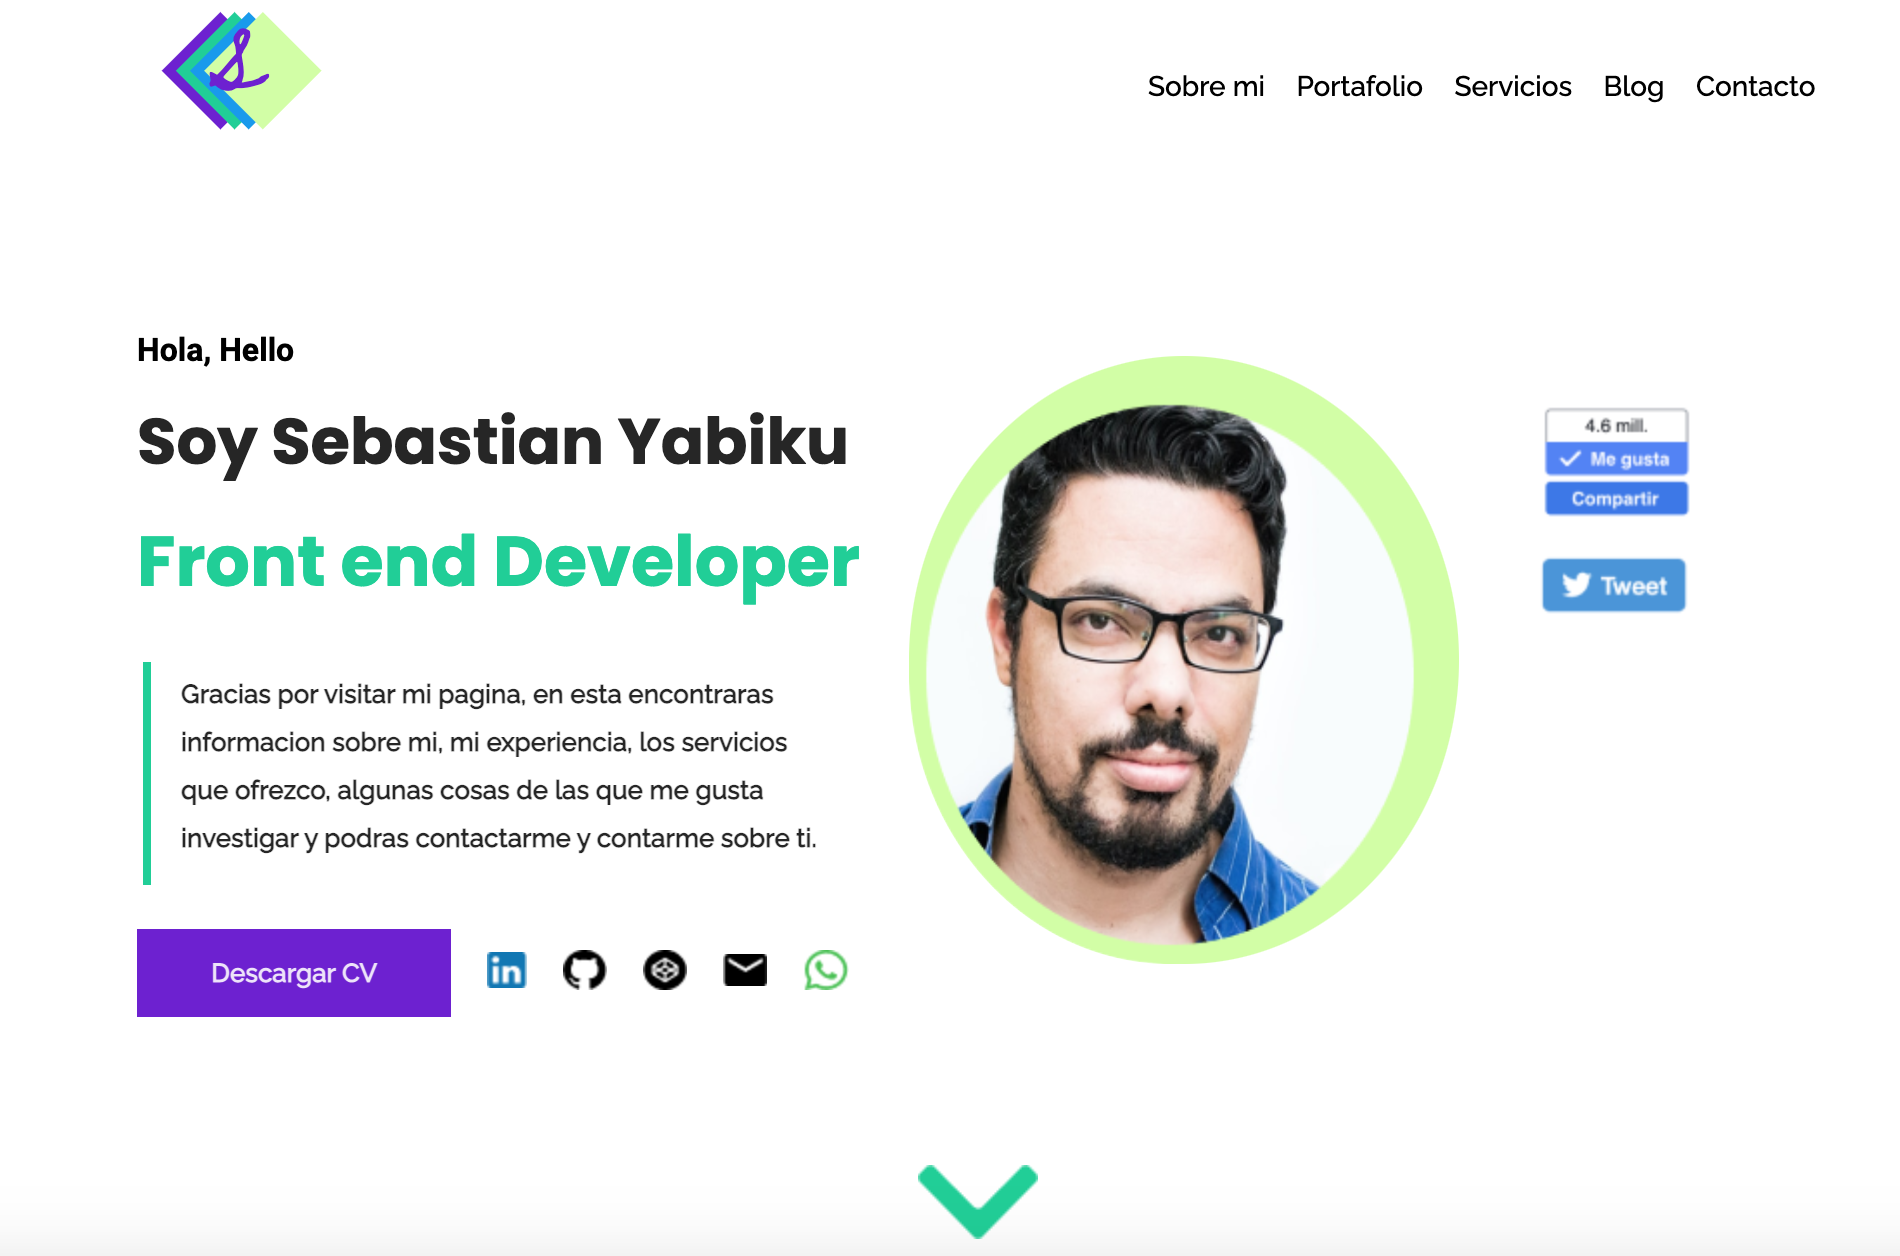 Sobre mi Portafolio Servicios Blog Contacto
Hola, Hello
Soy Sebastian Yabiku
Front end Developer
Gracias por visitar mi pagina, en esta encontraras
informacion sobre mi, mi experiencia, los servicios
que ofrezco, algunas cosas de las que me gusta
investigar y podras contactarme y contarme sobre ti.
Descargar CV
in
4.6 mill.
Me gusta
Compartir
Tweet